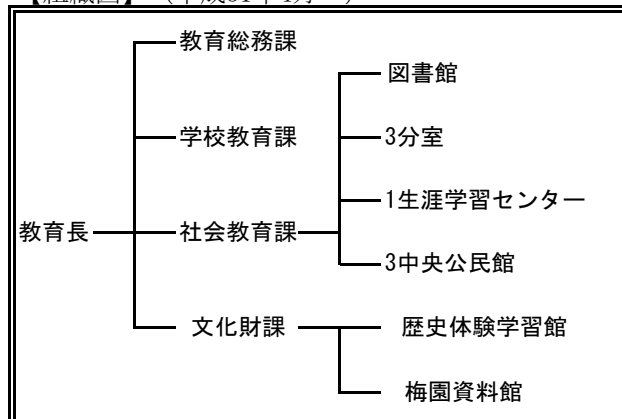 教育総務課
図書館
学校教育課
3分室
1生涯学習センター
教育長
社会教育課
3中央公民館
文化財課
歴史体験学習館
梅園資料館